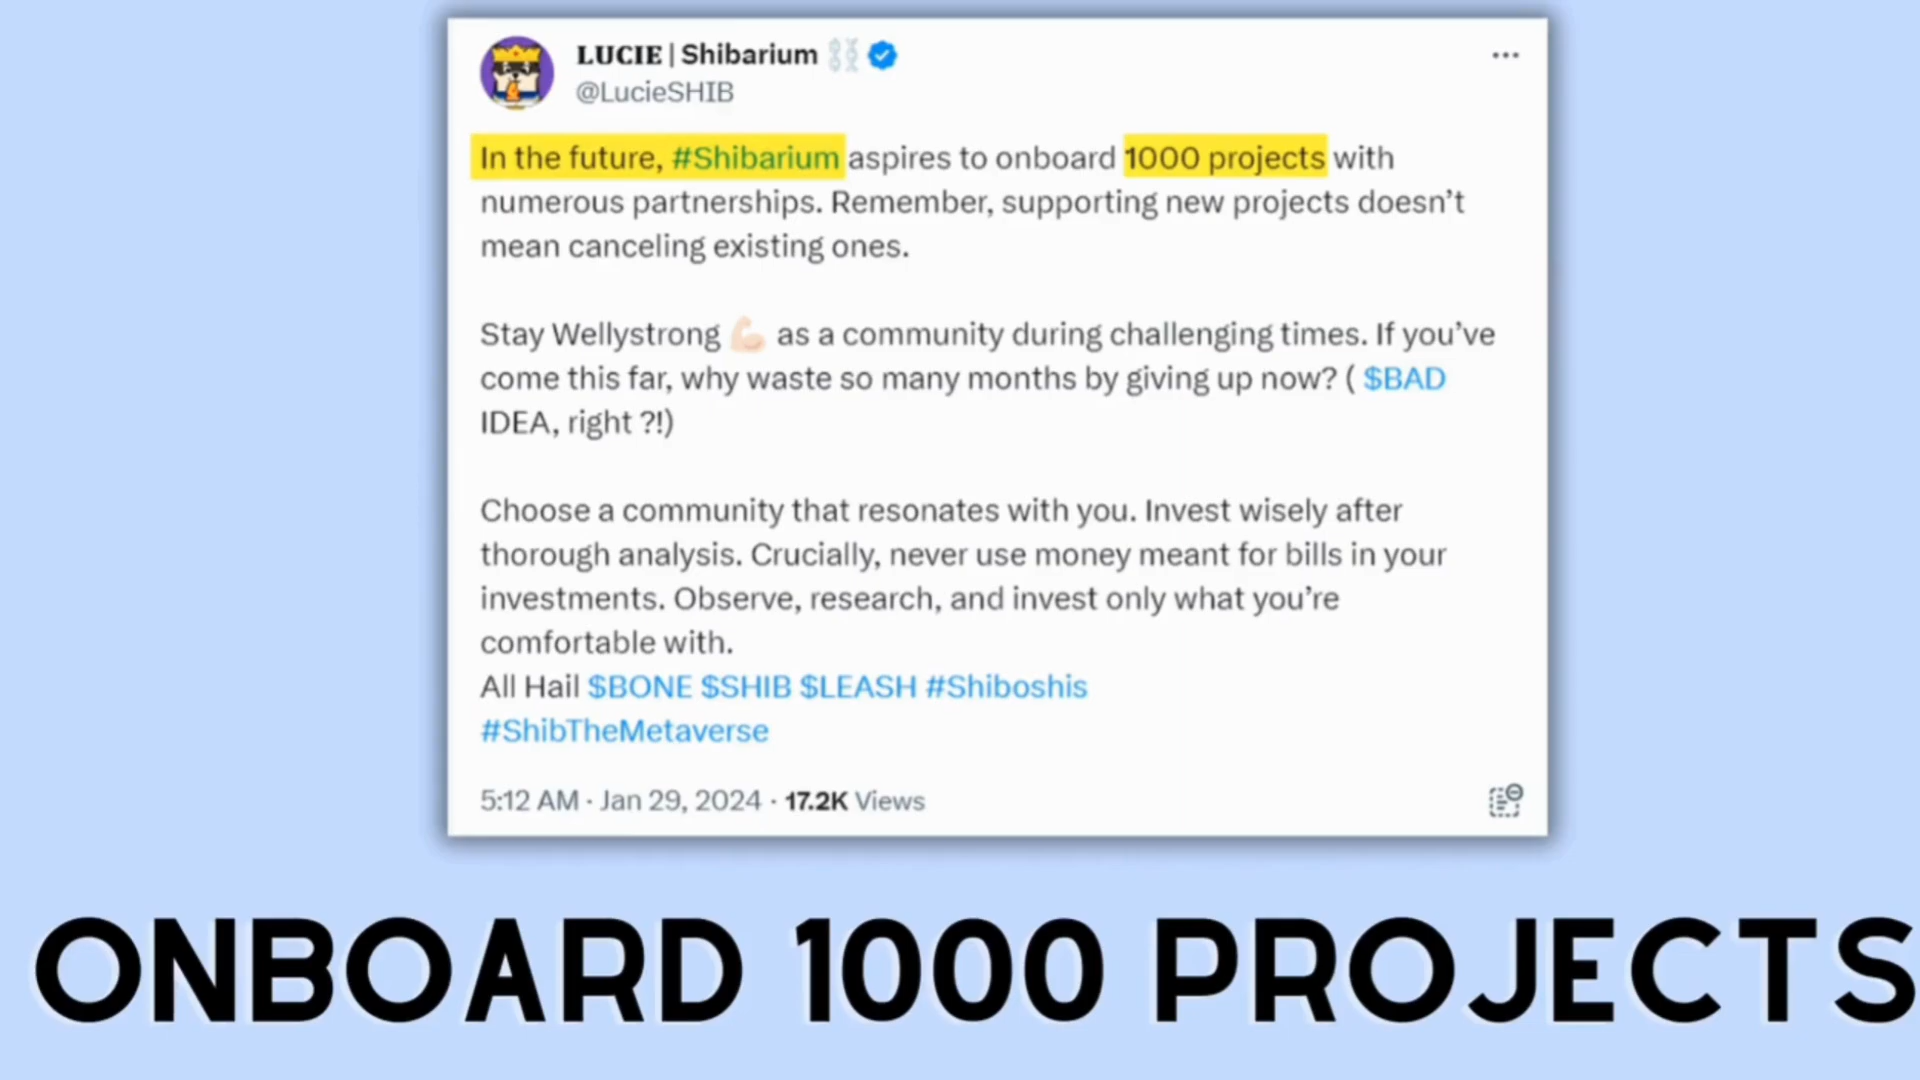 LUCIE | Shibarium ⛓️ 
@LucieSHIB
In the future, #Shibarium aspires to onboard 1000 projects with
numerous partnerships. Remember, supporting new projects doesn’t
mean canceling existing ones.
Stay Wellystrong 💪🏻 as a community during challenging times. If you’ve
come this far, why waste so many months by giving up now? ( $BAD
IDEA, right ?!)
Choose a community that resonates with you. Invest wisely after
thorough analysis. Crucially, never use money meant for bills in your
investments. Observe, research, and invest only what you’re
comfortable with.
All Hail $BONE $SHIB $LEASH #Shiboshis
#ShibTheMetaverse
5:12 AM · Jan 29, 2024 · 17.2K Views
ONBOARD 1000 PROJECTS